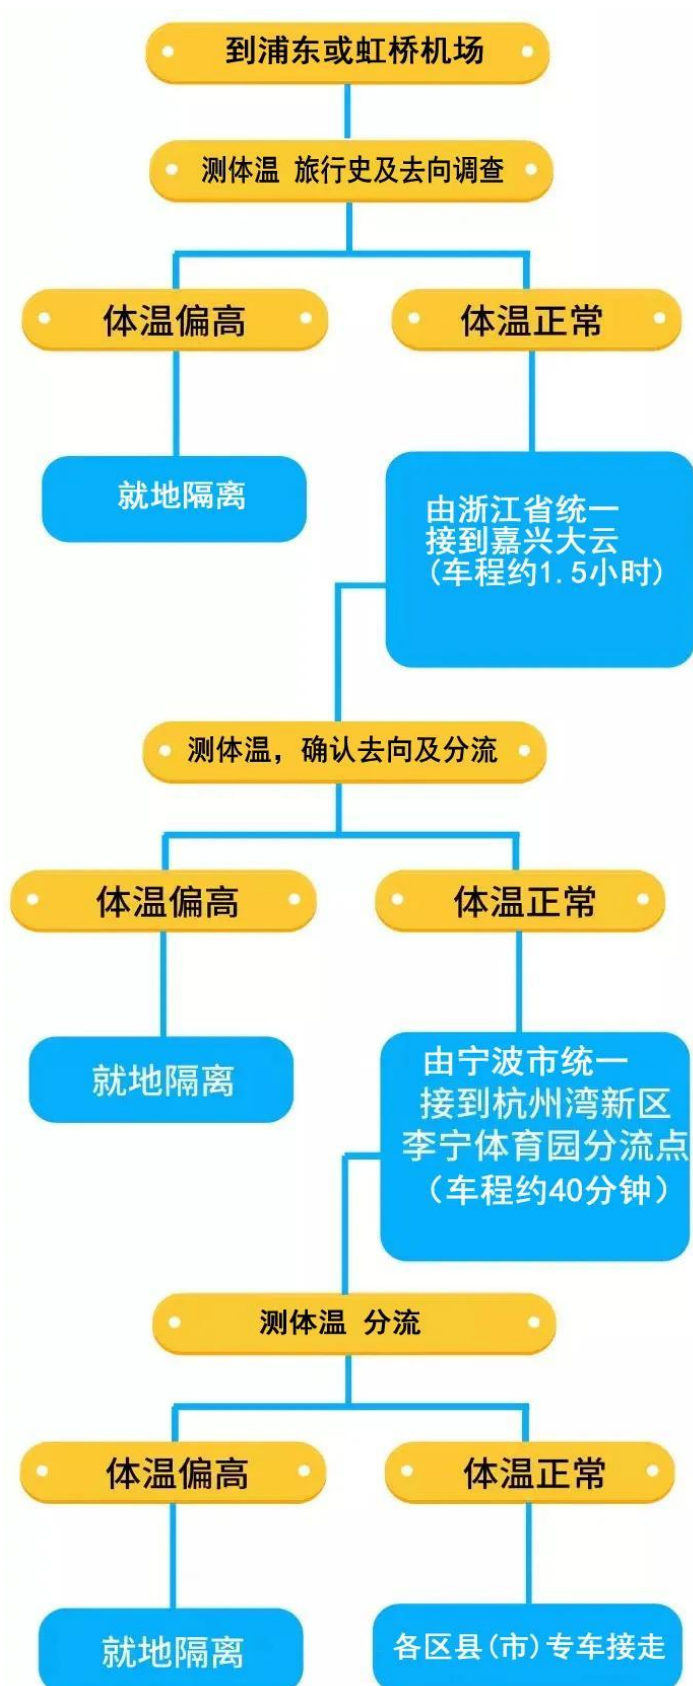 到浦东或虹桥机场
测体温 旅行史及去向调查
体温偏高
体温正常
就地隔离
由浙江省统一
接到嘉兴大云
(车程约1.5小时)
测体温，确认去向及分流
体温偏高
体温正常
就地隔离
由宁波市统一
接到杭州湾新区
李宁体育园分流点
（车程约40分钟）
测体温 分流
体温偏高
体温正常
就地隔离
各区县(市)专车接走